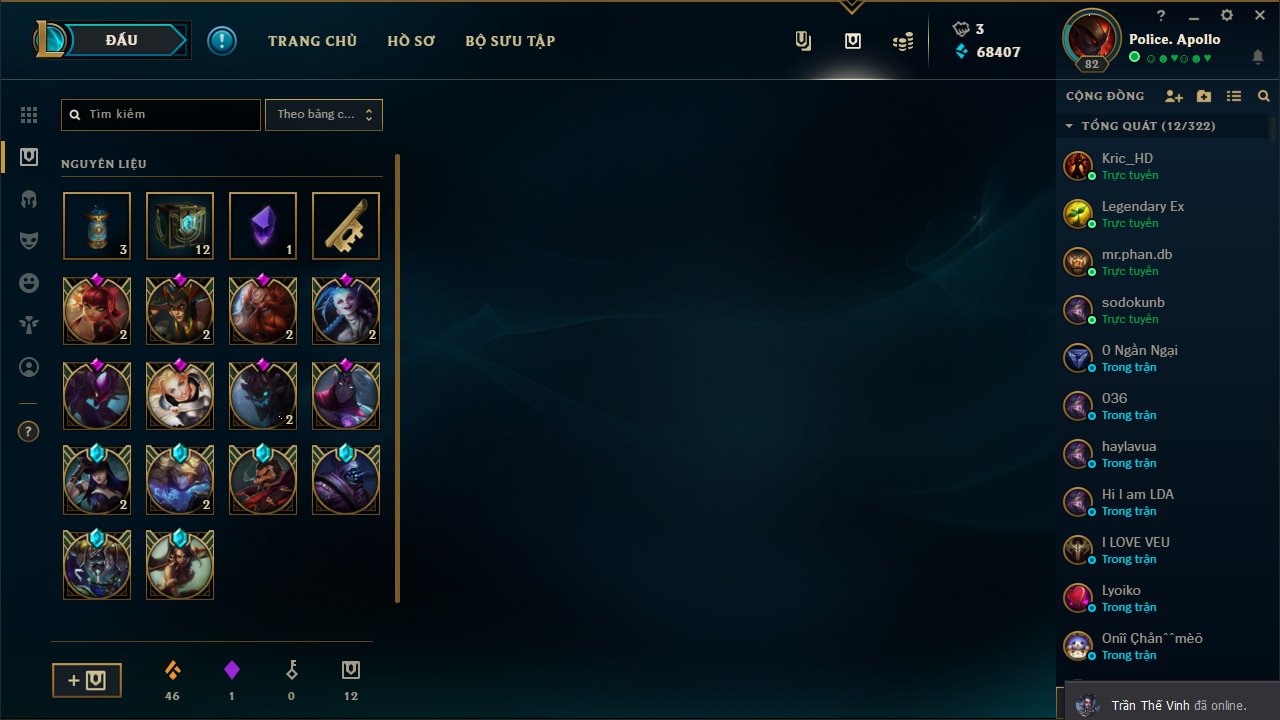 ĐẤU
TRANG CHỦ
HỒ SƠ
BỘ SƯU TẬP
3
68407
82
Police. Apollo
?
Tìm kiếm
Theo bảng c...
NGUYÊN LIỆU
3
12
1
2
2
2
2
2
2
2
?
46
1
0
12
CỘNG ĐỒNG
TỔNG QUÁT (12/322)
Kric_HD
Trực tuyến
Legendary Ex
Trực tuyến
mr.phan.db
Trực tuyến
sodokunb
Trực tuyến
0 Ngần Ngại
Trong trận
036
Trong trận
haylavua
Trong trận
Hi I am LDA
Trong trận
I LOVE VEU
Trong trận
Lyoiko
Trong trận
Onîî Çhånˆˆmèö
Trong trận
Trần Thế Vinh đã online.